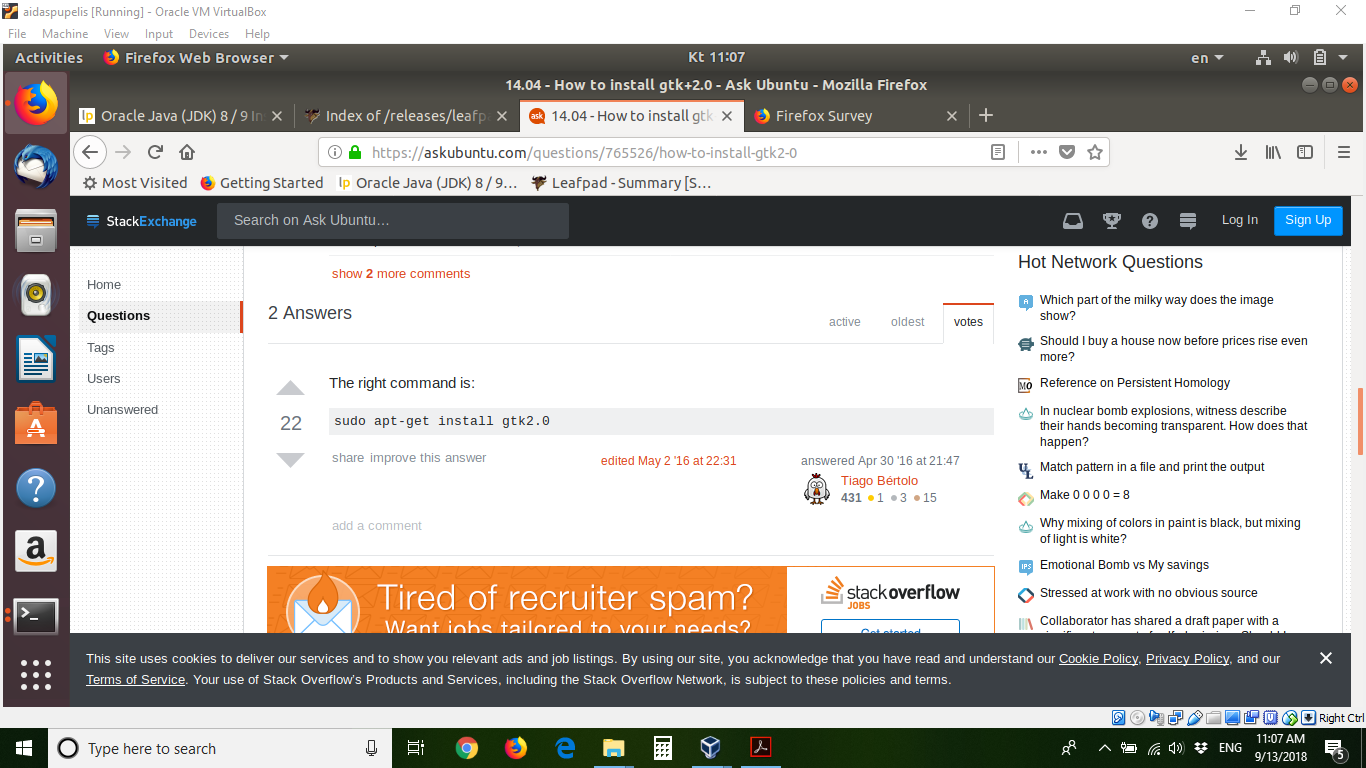 aidaspupelis [Running] - Oracle VM VirtualBox
File Machine View Input Devices Help
Activities Firefox Web Browser Kt 11:07 en
14.04 - How to install gtk+2.0 - Ask Ubuntu - Mozilla Firefox
Oracle Java (JDK) 8 / 9 In Index of /releases/leafp 14.04 - How to install gtk Firefox Survey
https://askubuntu.com/questions/765526/how-to-install-gtk2-0
Most Visited Getting Started Oracle Java (JDK) 8 / 9… Leafpad - Summary [S…
StackExchange Search on Ask Ubuntu… Log In Sign Up
Home
Questions
Tags
Users
Unanswered
show 2 more comments
2 Answers
active oldest votes
The right command is:
22
sudo apt-get install gtk2.0
share improve this answer
edited May 2 '16 at 22:31
answered Apr 30 '16 at 21:47
Tiago Bértolo
431 1 3 15
add a comment
Tired of recruiter spam?
Want jobs tailored to your needs?
stackoverflow
JOBS
Get started
Hot Network Questions
Which part of the milky way does the image
show?
Should I buy a house now before prices rise even
more?
Reference on Persistent Homology
In nuclear bomb explosions, witness describe
their hands becoming transparent. How does that
happen?
Match pattern in a file and print the output
Make 0 0 0 0 = 8
Why mixing of colors in paint is black, but mixing
of light is white?
Emotional Bomb vs My savings
Stressed at work with no obvious source
Collaborator has shared a draft paper with a
This site uses cookies to deliver our services and to show you relevant ads and job listings. By using our site, you acknowledge that you have read and understand our Cookie Policy, Privacy Policy, and our
Terms of Service. Your use of Stack Overflow's Products and Services, including the Stack Overflow Network, is subject to these policies and terms.
Right Ctrl
Type here to search
ENG
11:07 AM
9/13/2018
5